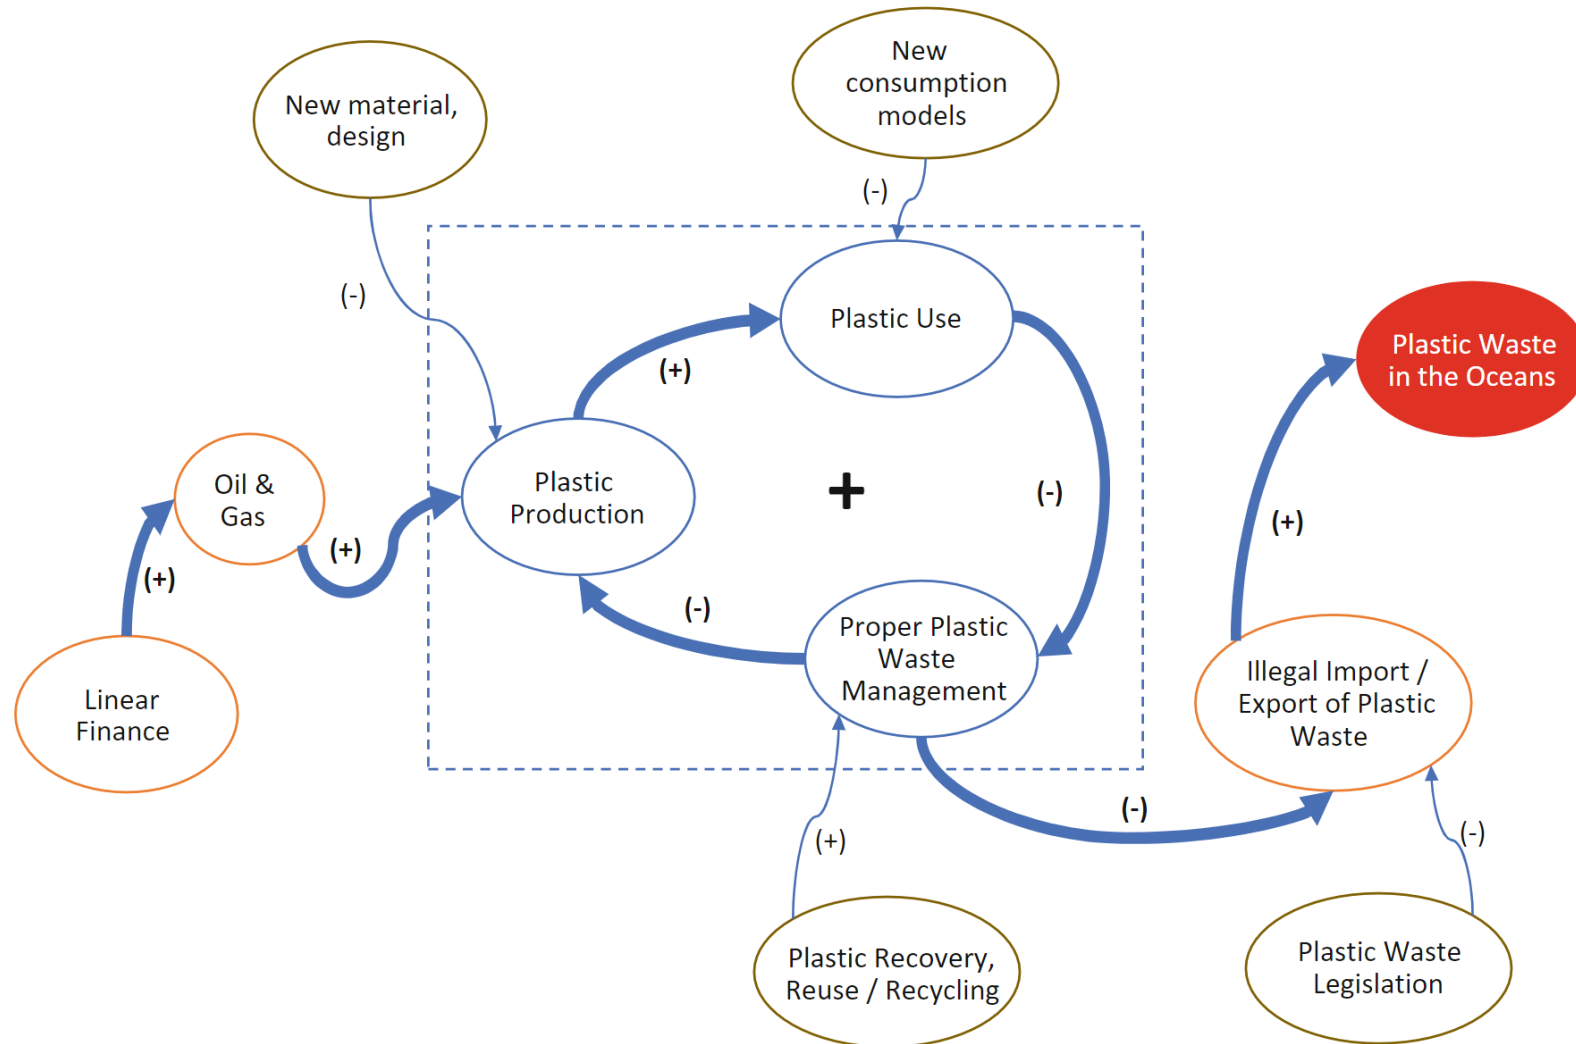 New material,
design
New
consumption
models
(-)
(-)
Plastic Use
(+)
Plastic Waste
in the Oceans
Oil &
Gas
(+)
(+)
Plastic
Production
+
(-)
(+)
Linear
Finance
(-)
Proper Plastic
Waste
Management
Illegal Import /
Export of Plastic
Waste
(-)
(+)
(-)
Plastic Recovery,
Reuse / Recycling
Plastic Waste
Legislation